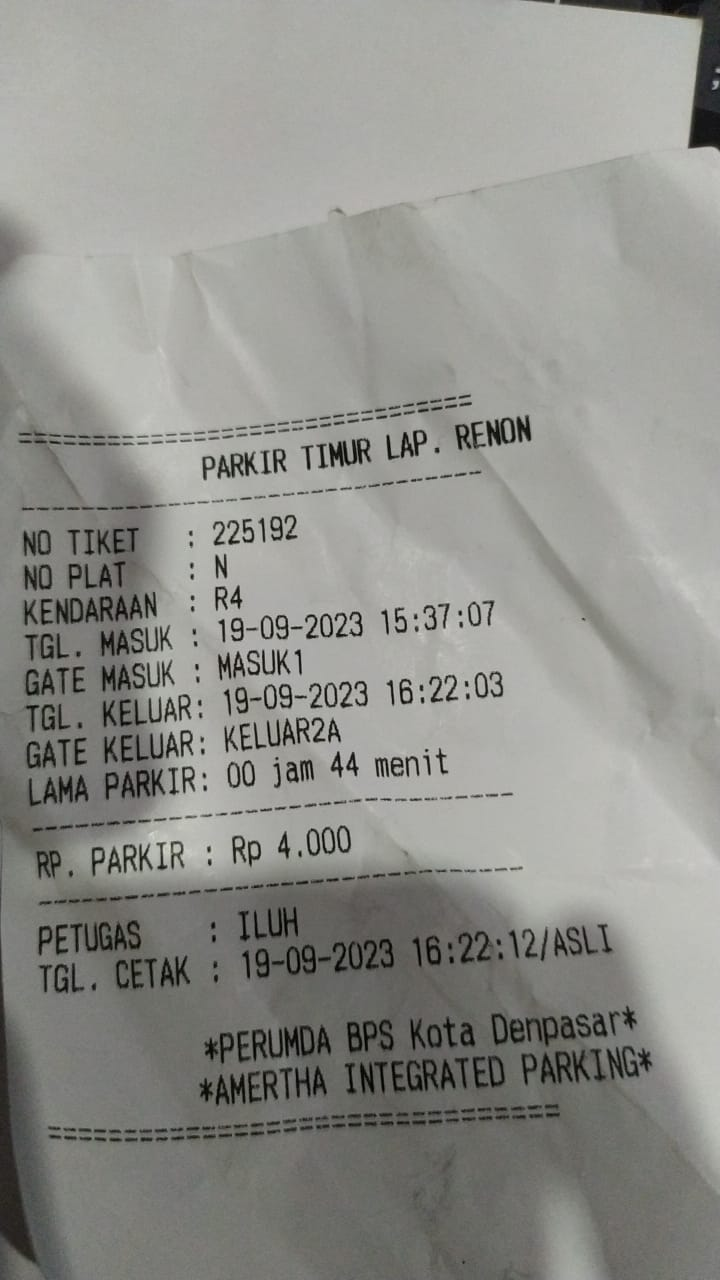 ==============================
PARKIR TIMUR LAP. RENON
------------------------------
NO TIKET : 225192
NO PLAT : N
KENDARAAN : R4
TGL. MASUK : 19-09-2023 15:37:07
GATE MASUK : MASUK1
TGL. KELUAR: 19-09-2023 16:22:03
GATE KELUAR: KELUAR2A
LAMA PARKIR: 00 jam 44 menit
------------------------------
RP. PARKIR : Rp 4.000
------------------------------
PETUGAS : ILUH
TGL. CETAK : 19-09-2023 16:22:12/ASLI
*PERUMDA BPS Kota Denpasar*
*AMERTHA INTEGRATED PARKING*
==============================